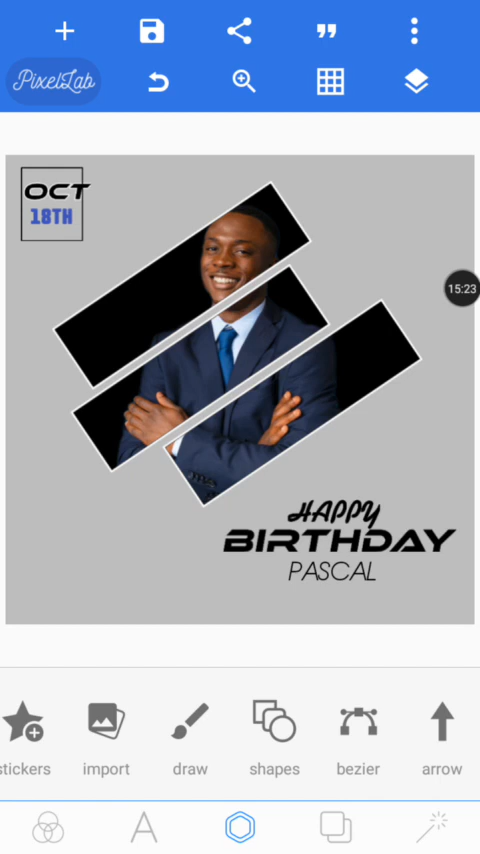 PixelLab
OCT
18TH
15:23
HAPPY
BIRTHDAY
PASCAL
stickers
import
draw
shapes
bezier
arrow